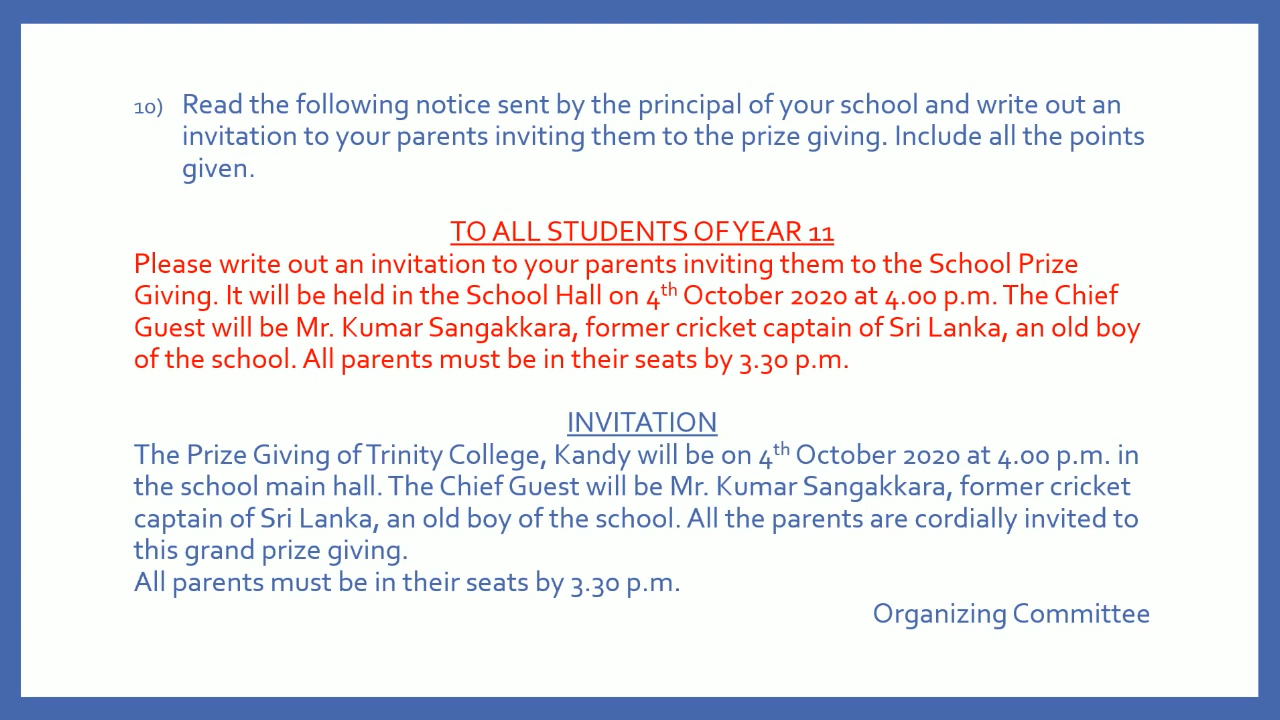 10) Read the following notice sent by the principal of your school and write out an
invitation to your parents inviting them to the prize giving. Include all the points
given.
TO ALL STUDENTS OF YEAR 11
Please write out an invitation to your parents inviting them to the School Prize
Giving. It will be held in the School Hall on 4th October 2020 at 4.00 p.m. The Chief
Guest will be Mr. Kumar Sangakkara, former cricket captain of Sri Lanka, an old boy
of the school. All parents must be in their seats by 3.30 p.m.
INVITATION
The Prize Giving of Trinity College, Kandy will be on 4th October 2020 at 4.00 p.m. in
the school main hall. The Chief Guest will be Mr. Kumar Sangakkara, former cricket
captain of Sri Lanka, an old boy of the school. All the parents are cordially invited to
this grand prize giving.
All parents must be in their seats by 3.30 p.m.
Organizing Committee